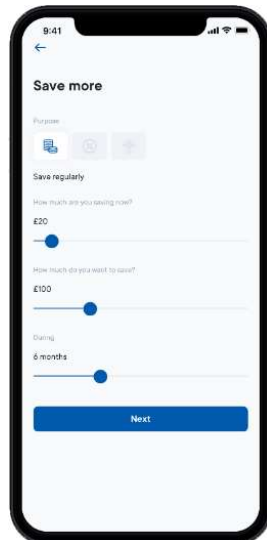 9:41
Save more
Purpose
Save regularly
How much are you saving now?
£20
How much do you want to save?
£100
During
6 months
Next